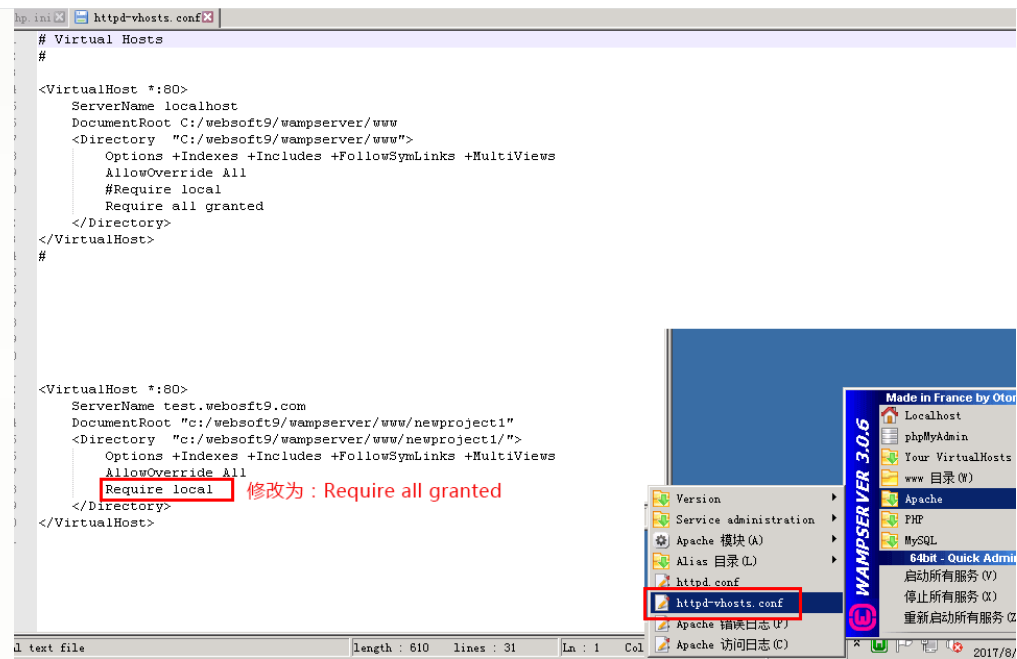 hp.ini httpd-vhosts.conf
# Virtual Hosts
#
<VirtualHost *:80>
ServerName localhost
DocumentRoot C:/websoft9/wampserver/www
<Directory "C:/websoft9/wampserver/www">
Options +Indexes +Includes +FollowSymLinks +MultiViews
AllowOverride All
#Require local
Require all granted
</Directory>
</VirtualHost>
#
<VirtualHost *:80>
ServerName test.webosft9.com
DocumentRoot "c:/websoft9/wampserver/www/newproject1"
<Directory "c:/websoft9/wampserver/www/newproject1/">
Options +Indexes +Includes +FollowSymLinks +MultiViews
AllowOverride All
Require local 修改为：Require all granted
</Directory>
</VirtualHost>
Version
Service administration
Apache 模块(A)
Alias 目录(L)
httpd.conf
httpd-vhosts.conf
Apache 错误日志(P)
Apache 访问日志(C)
WAMPSERVER 3.0.6
Made in France by Otor
Localhost
phpMyAdmin
Your VirtualHosts
www 目录(W)
Apache
PHP
MySQL
64bit - Quick Admi
启动所有服务(V)
停止所有服务(X)
重新启动所有服务(Z
l text file length : 610 lines : 31 Ln : 1 Col
2017/8/